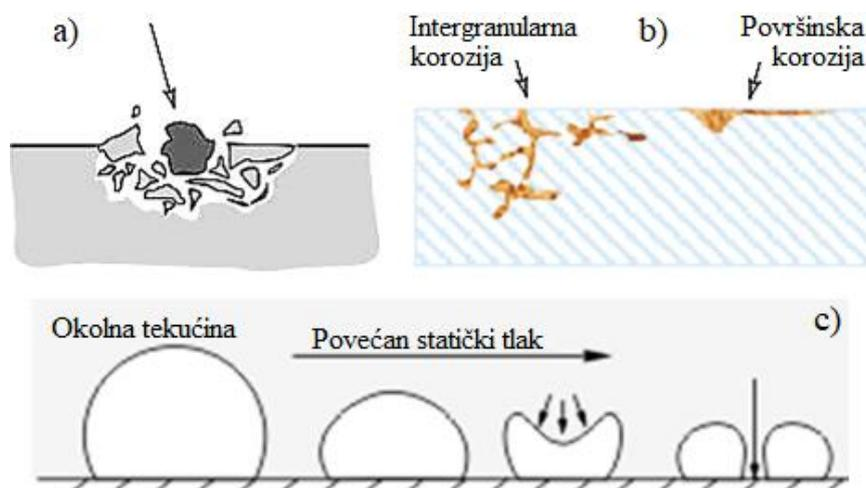 a)
Intergranularna
korozija
b)
Površinska
korozija
c)
Okolna tekućina
Povećan statički tlak